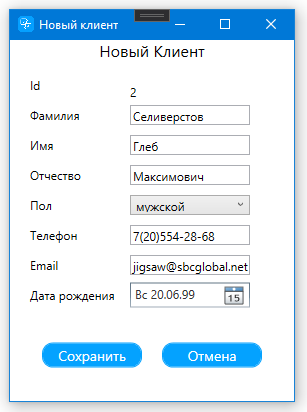 Новый клиент
Новый Клиент
Id 2
Фамилия Селиверстов
Имя Глеб
Отчество Максимович
Пол мужской
Телефон 7(20)554-28-68
Email jigsaw@sbcglobal.net
Дата рождения Вс 20.06.99 15
Сохранить Отмена